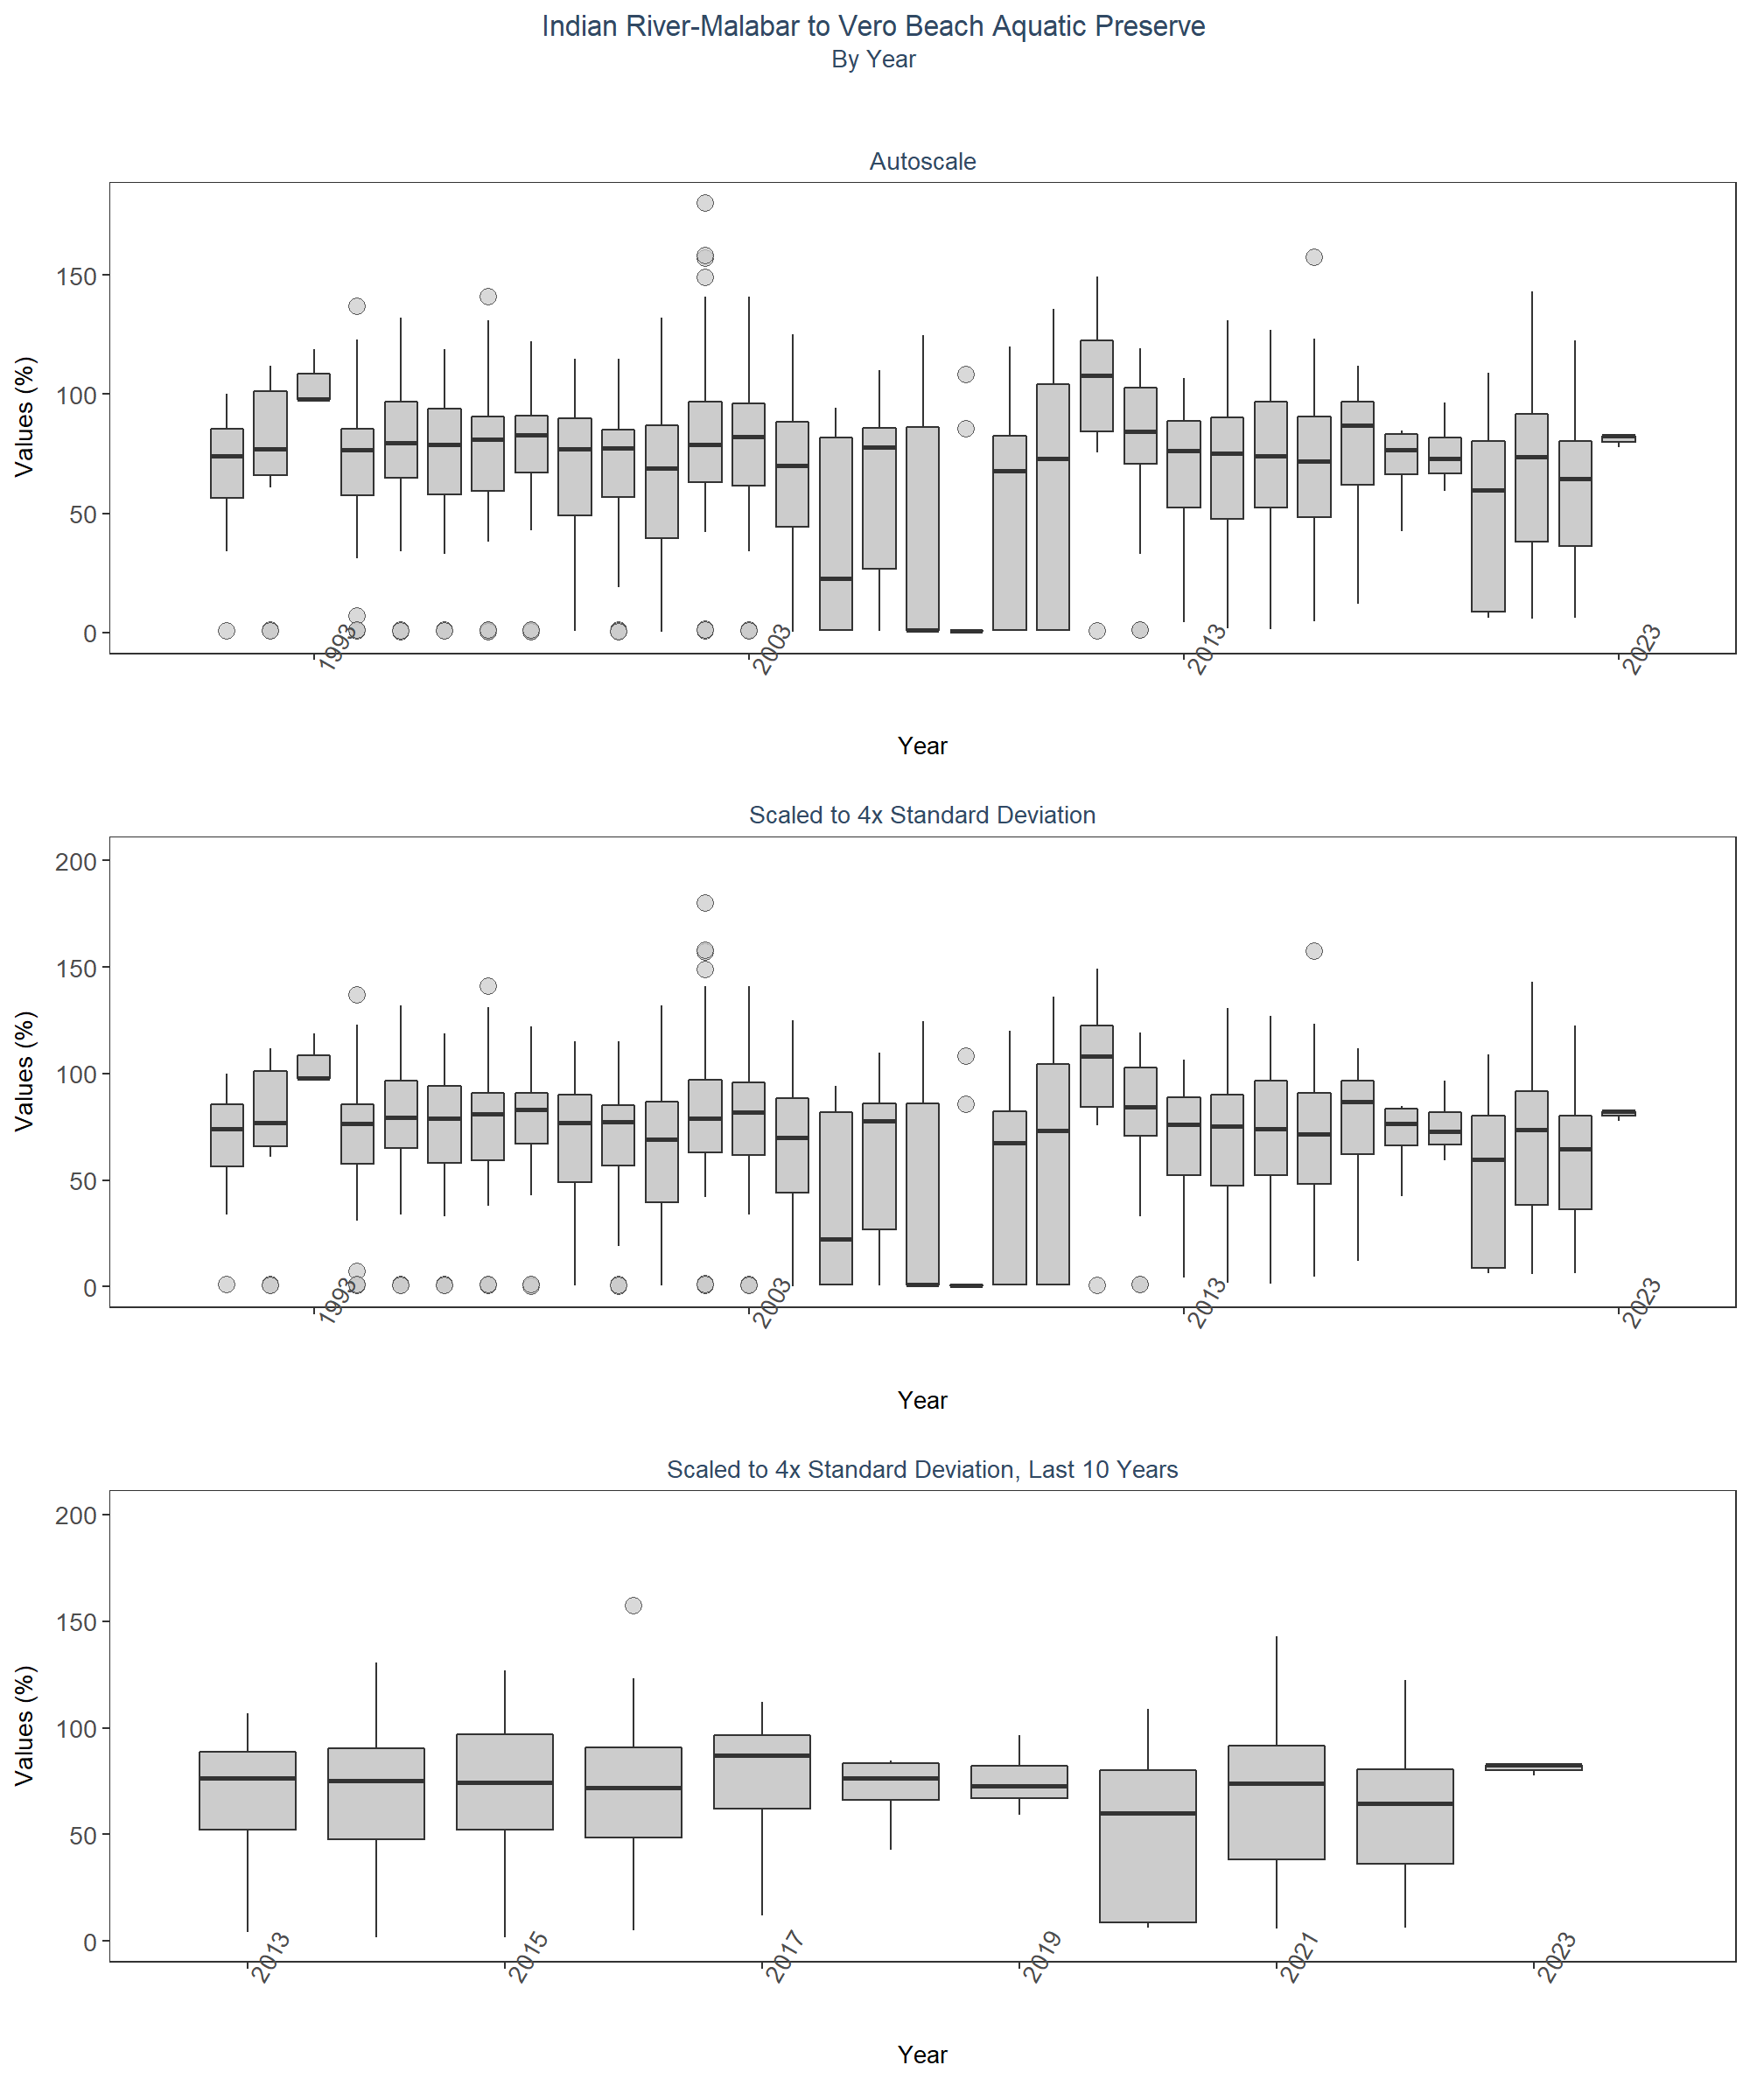 Indian River-Malabar to Vero Beach Aquatic Preserve
By Year
Autoscale
Values (%)
150
100
50
0
1993
2003
2013
2023
Year
Scaled to 4x Standard Deviation
Values (%)
200
150
100
50
0
1993
2003
2013
2023
Year
Scaled to 4x Standard Deviation, Last 10 Years
Values (%)
200
150
100
50
0
2013
2015
2017
2019
2021
2023
Year